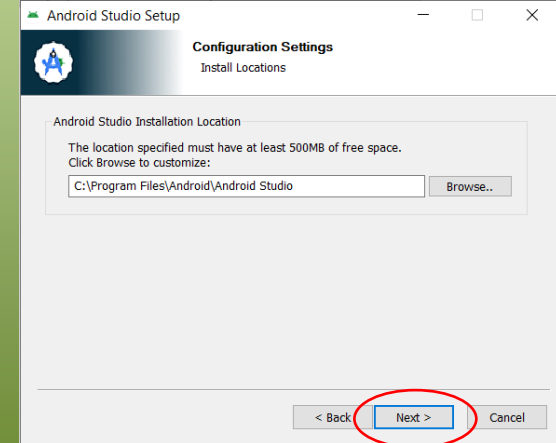 Android Studio Setup
Configuration Settings
Install Locations
Android Studio Installation Location
The location specified must have at least 500MB of free space.
Click Browse to customize:
C:\Program Files\Android\Android Studio
Browse..
< Back
Next >
Cancel